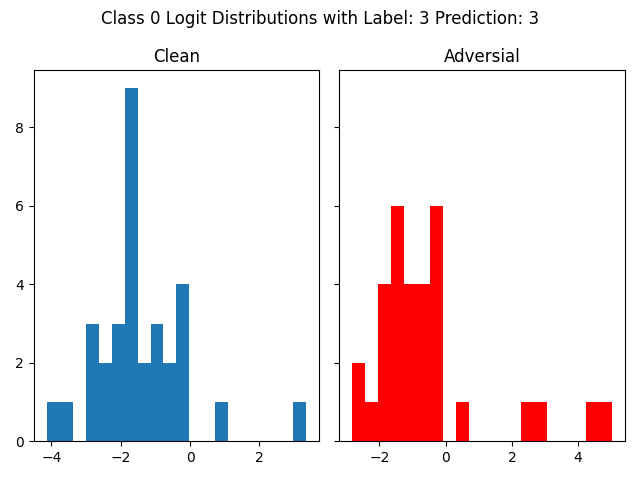 Class 0 Logit Distributions with Label: 3 Prediction: 3
Clean
Adversial
8
6
4
2
0
−4 −2 0 2
−2 0 2 4